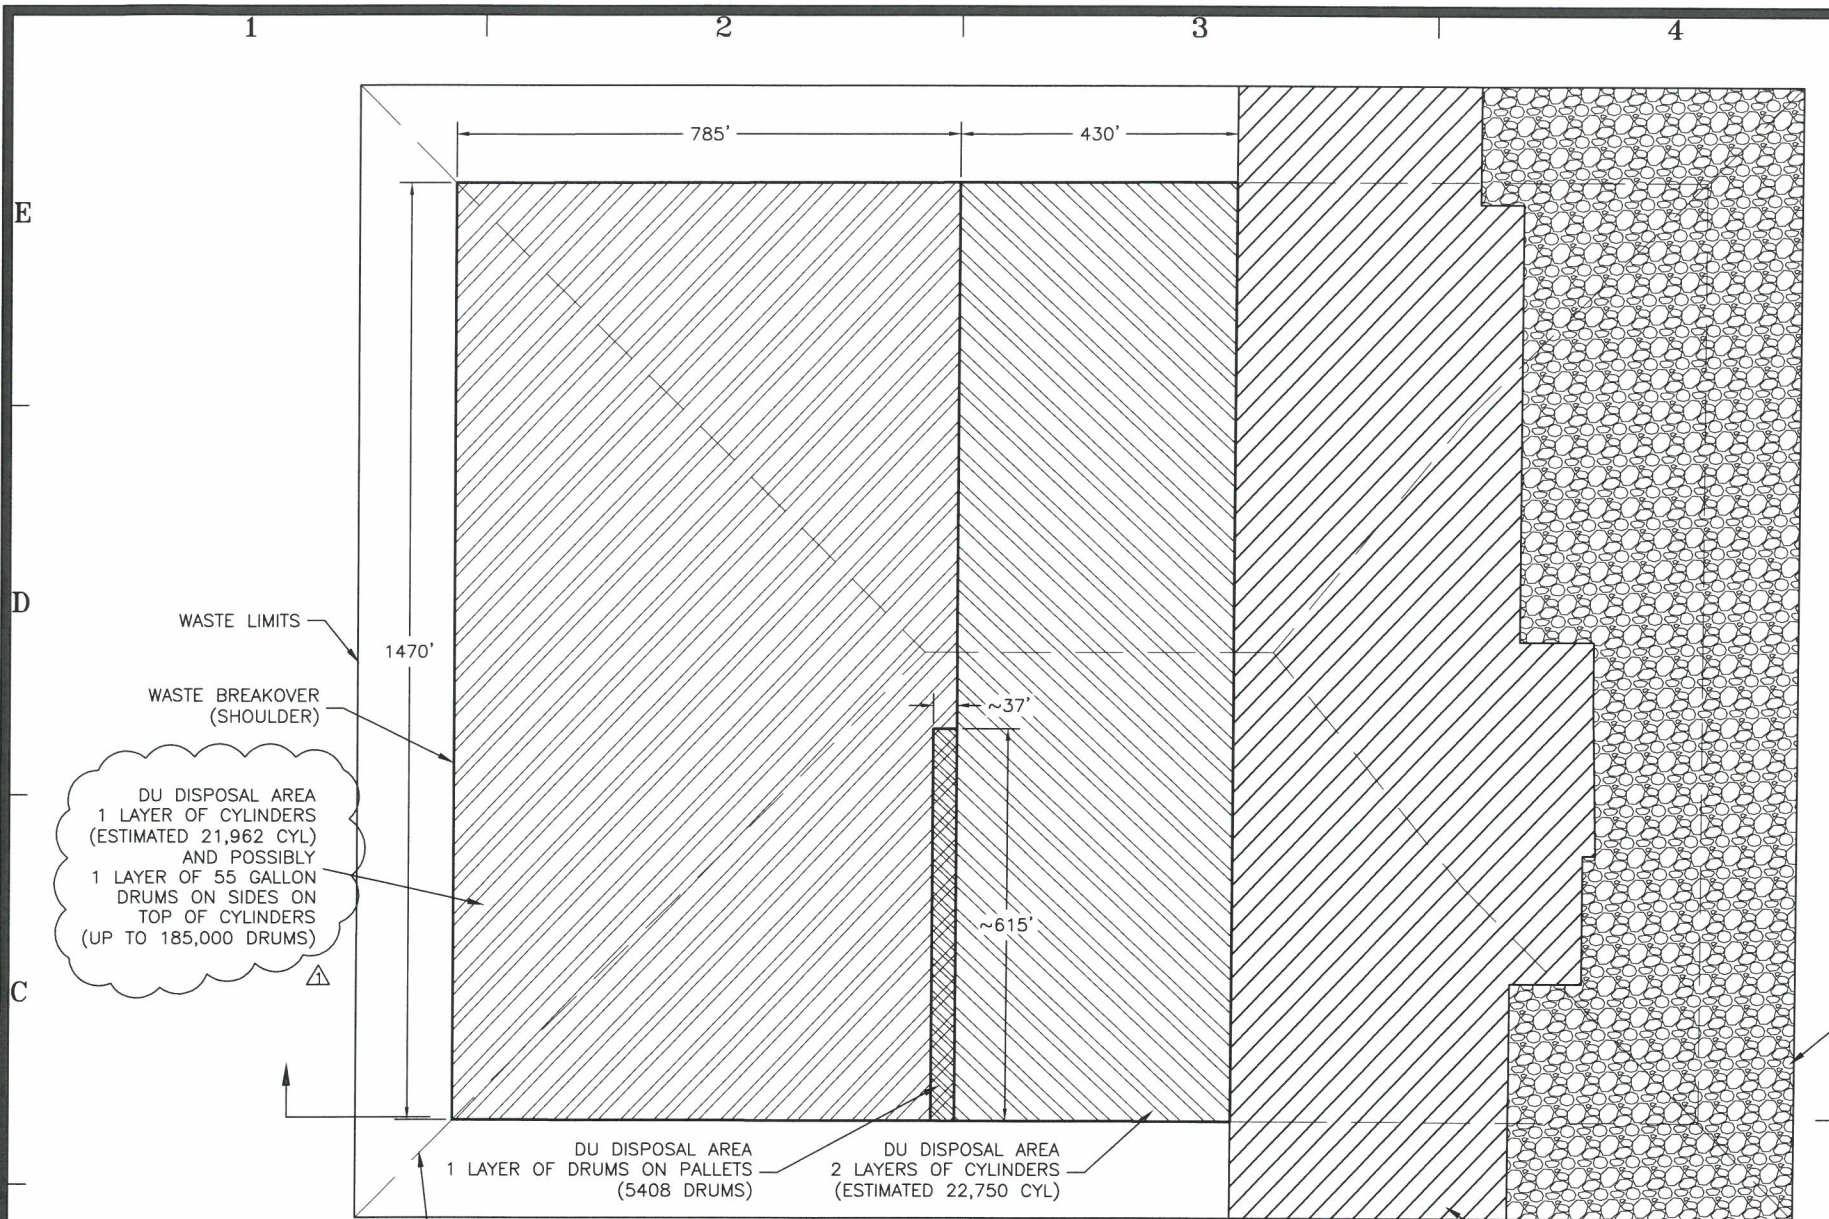 1
2
3
4
785'
430'
E
D
WASTE LIMITS
1470'
WASTE BREAKOVER
(SHOULDER)
~37'
DU DISPOSAL AREA
1 LAYER OF CYLINDERS
(ESTIMATED 21,962 CYL)
AND POSSIBLY
1 LAYER OF 55 GALLON
DRUMS ON SIDES ON
TOP OF CYLINDERS
(UP TO 185,000 DRUMS)
1
~615'
C
DU DISPOSAL AREA
1 LAYER OF DRUMS ON PALLETS
(5408 DRUMS)
DU DISPOSAL AREA
2 LAYERS OF CYLINDERS
(ESTIMATED 22,750 CYL)